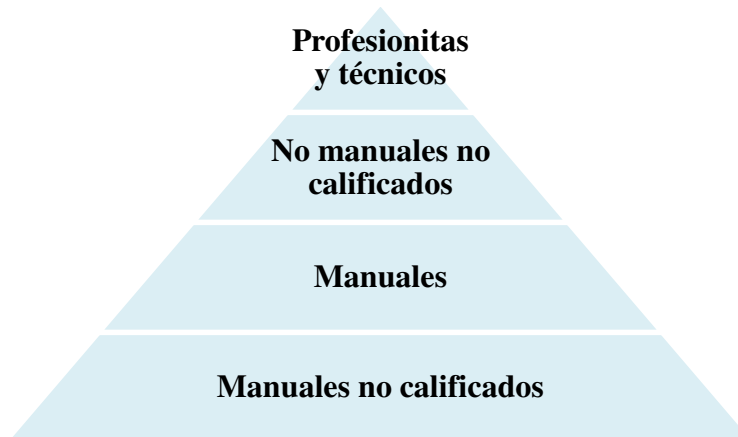 Profesionitas
y técnicos
No manuales no
calificados
Manuales
Manuales no calificados